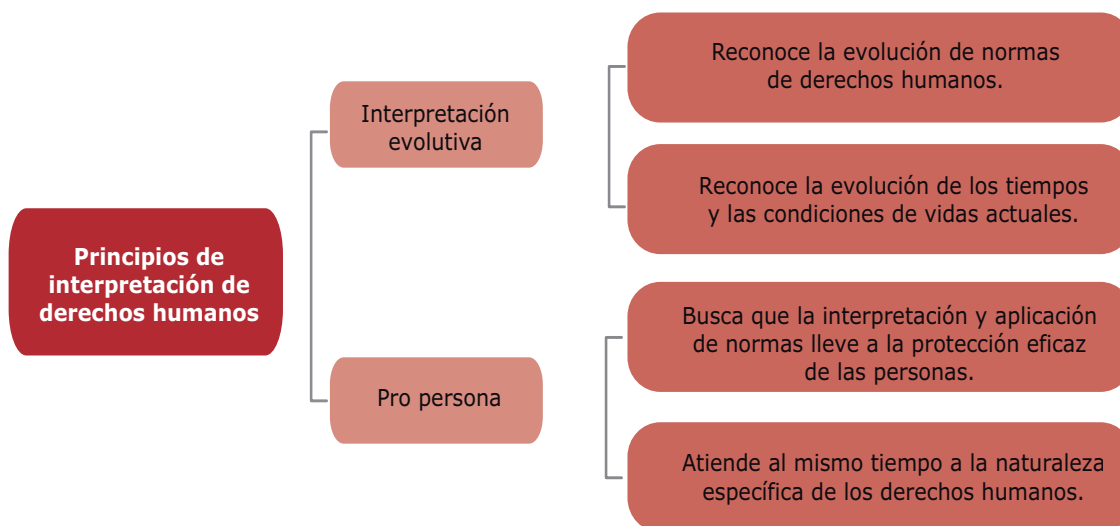 Principios de
interpretación de
derechos humanos
Interpretación
evolutiva
Reconoce la evolución de normas
de derechos humanos.
Reconoce la evolución de los tiempos
y las condiciones de vidas actuales.
Pro persona
Busca que la interpretación y aplicación
de normas lleve a la protección eficaz
de las personas.
Atiende al mismo tiempo a la naturaleza
específica de los derechos humanos.